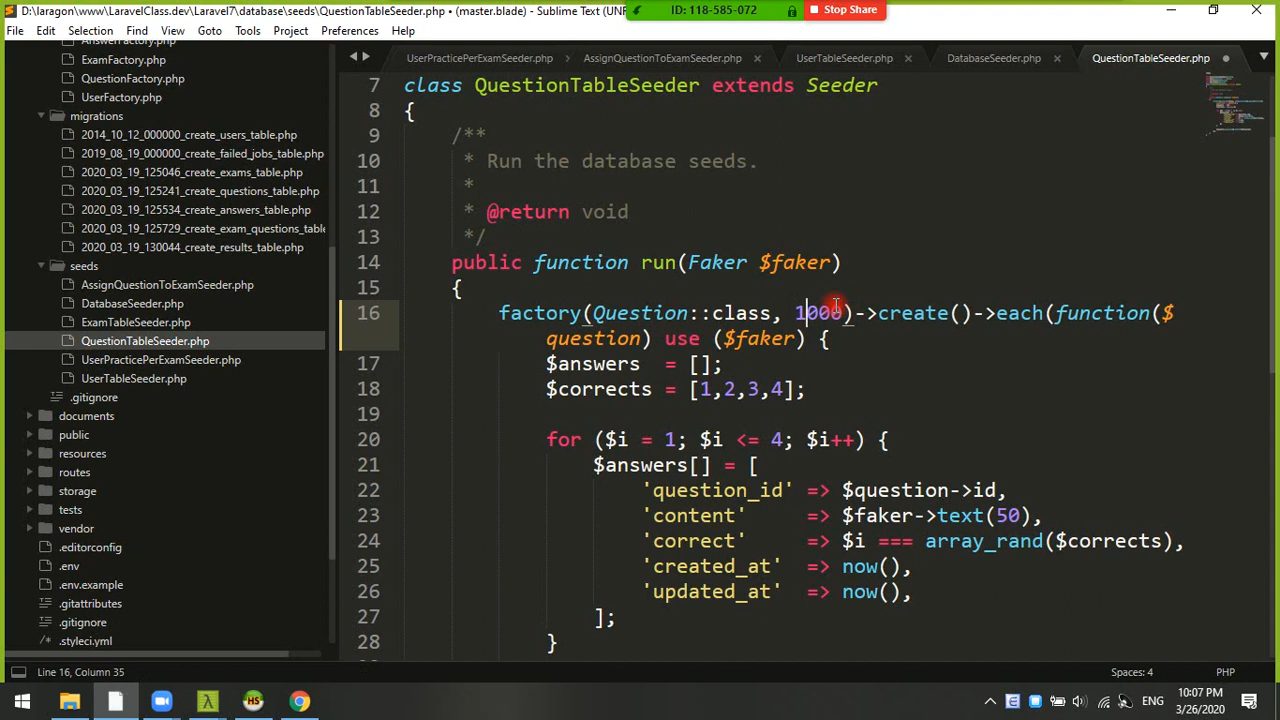 D:\laragon\www\LaravelClass.dev\Laravel7\database\seeds\QuestionTableSeeder.php • (master.blade) - Sublime Text (UNR
ID: 118-585-072
Stop Share
File Edit Selection Find View Goto Tools Project Preferences Help
AnswerFactory.php
ExamFactory.php
QuestionFactory.php
UserFactory.php
migrations
2014_10_12_000000_create_users_table.php
2019_08_19_000000_create_failed_jobs_table.php
2020_03_19_125046_create_exams_table.php
2020_03_19_125241_create_questions_table.php
2020_03_19_125534_create_answers_table.php
2020_03_19_125729_create_exam_questions_table
2020_03_19_130044_create_results_table.php
seeds
AssignQuestionToExamSeeder.php
DatabaseSeeder.php
ExamTableSeeder.php
QuestionTableSeeder.php
UserPracticePerExamSeeder.php
UserTableSeeder.php
.gitignore
documents
public
resources
routes
storage
tests
vendor
.editorconfig
.env
.env.example
.gitattributes
.gitignore
.styleci.yml
UserPracticePerExamSeeder.php AssignQuestionToExamSeeder.php UserTableSeeder.php DatabaseSeeder.php QuestionTableSeeder.php
7 class QuestionTableSeeder extends Seeder
8 {
9 /**
10 * Run the database seeds.
11 *
12 * @return void
13 */
14 public function run(Faker $faker)
15 {
16 factory(Question::class, 1000)->create()->each(function($
question) use ($faker) {
17 $answers = [];
18 $corrects = [1,2,3,4];
19
20 for ($i = 1; $i <= 4; $i++) {
21 $answers[] = [
22 'question_id' => $question->id,
23 'content' => $faker->text(50),
24 'correct' => $i === array_rand($corrects),
25 'created_at' => now(),
26 'updated_at' => now(),
27 ];
28 }
Line 16, Column 35
Spaces: 4
PHP
ENG
10:07 PM
3/26/2020